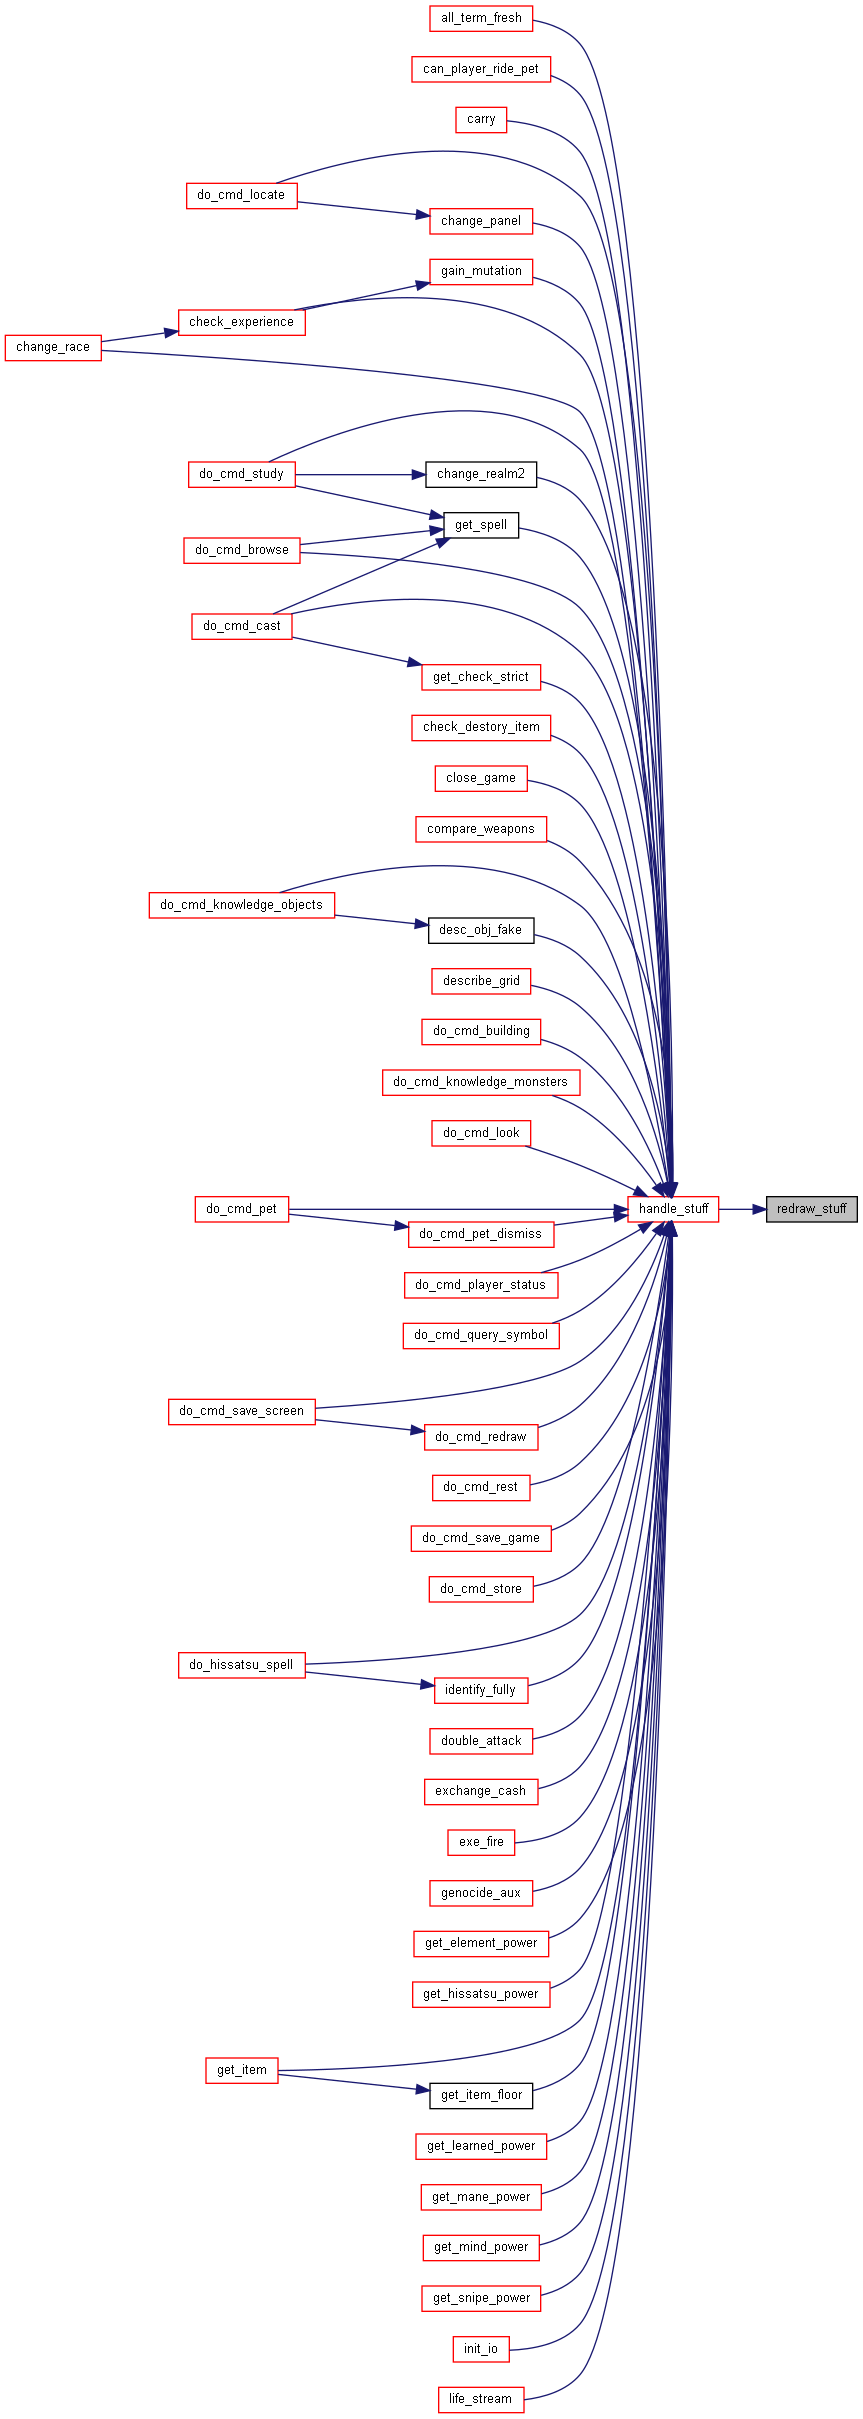 all_term_fresh
can_player_ride_pet
carry
do_cmd_locate
change_panel
gain_mutation
check_experience
change_race
do_cmd_study
change_realm2
get_spell
do_cmd_browse
do_cmd_cast
get_check_strict
check_destory_item
close_game
compare_weapons
do_cmd_knowledge_objects
desc_obj_fake
describe_grid
do_cmd_building
do_cmd_knowledge_monsters
do_cmd_look
do_cmd_pet
handle_stuff
redraw_stuff
do_cmd_pet_dismiss
do_cmd_player_status
do_cmd_query_symbol
do_cmd_save_screen
do_cmd_redraw
do_cmd_rest
do_cmd_save_game
do_cmd_store
do_hissatsu_spell
identify_fully
double_attack
exchange_cash
exe_fire
genocide_aux
get_element_power
get_hissatsu_power
get_item
get_item_floor
get_learned_power
get_mane_power
get_mind_power
get_snipe_power
init_io
life_stream